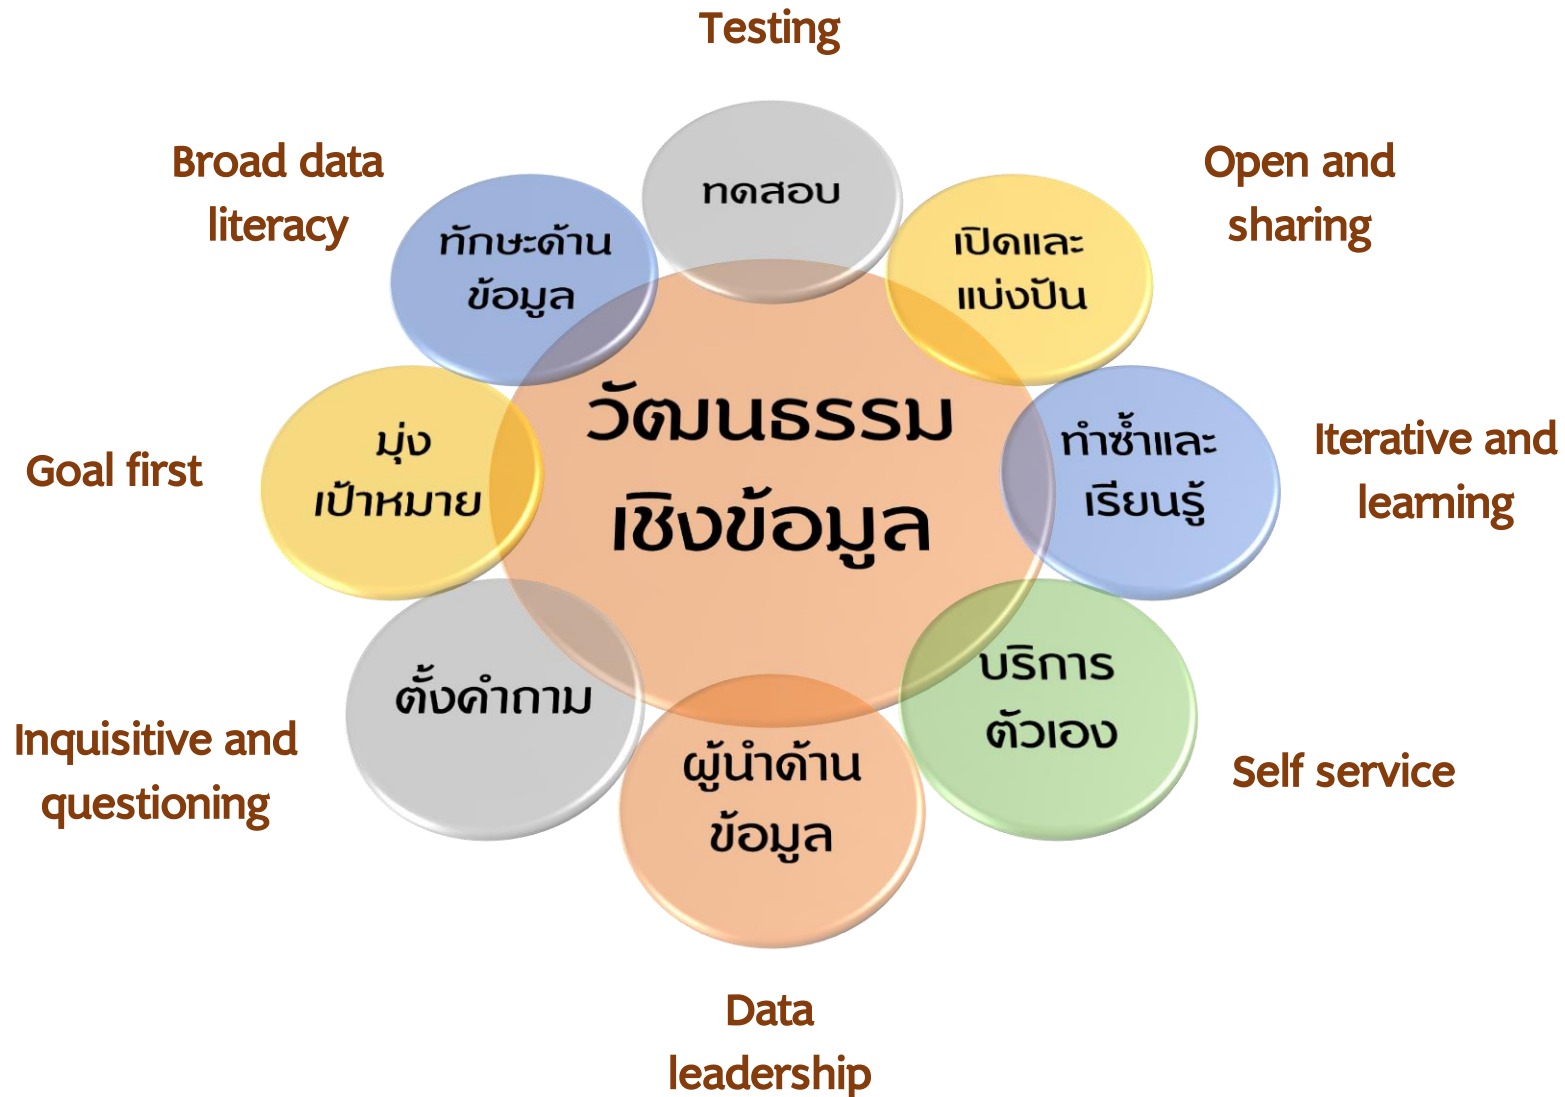 Testing
ทดสอบ
Open and
sharing
เปิดและ
แบ่งปัน
Iterative and
learning
ทำซ้ำและ
เรียนรู้
Self service
บริการ
ตัวเอง
Data
leadership
ผู้นำด้าน
ข้อมูล
Inquisitive and
questioning
ตั้งคำถาม
Goal first
มุ่ง
เป้าหมาย
Broad data
literacy
ทักษะด้าน
ข้อมูล
วัฒนธรรม
เชิงข้อมูล